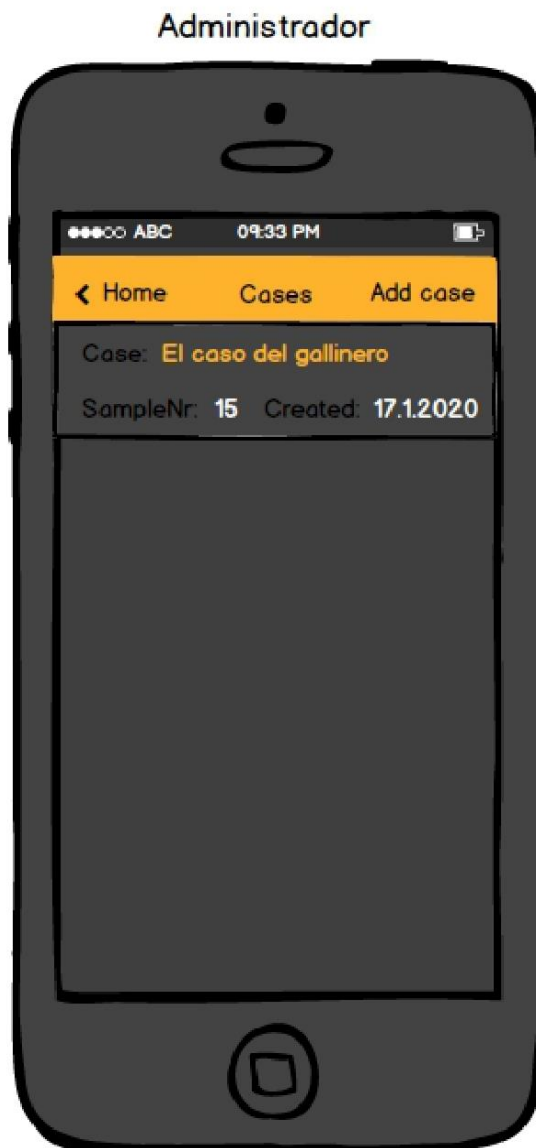 Administrador
ABC 09:33 PM
Home Cases Add case
Case: El caso del gallinero
SampleNr: 15 Created: 17.1.2020